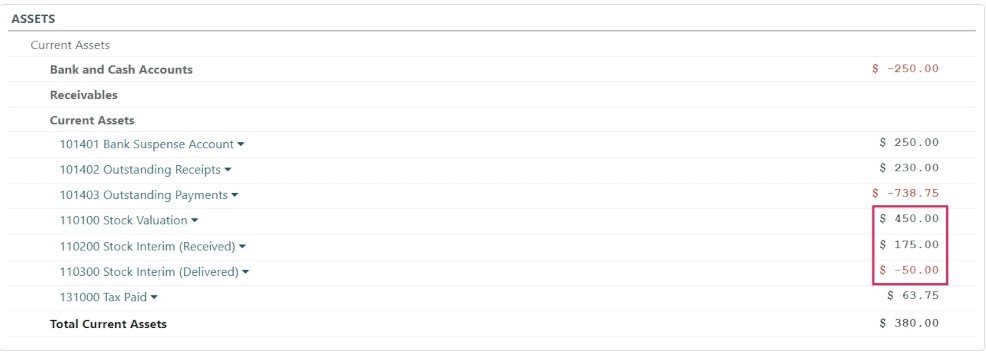 ASSETS
Current Assets
Bank and Cash Accounts $ -250.00
Receivables
Current Assets
101401 Bank Suspense Account $ 250.00
101402 Outstanding Receipts $ 230.00
101403 Outstanding Payments $ -738.75
110100 Stock Valuation $ 450.00
110200 Stock Interim (Received) $ 175.00
110300 Stock Interim (Delivered) $ -50.00
131000 Tax Paid $ 63.75
Total Current Assets $ 380.00